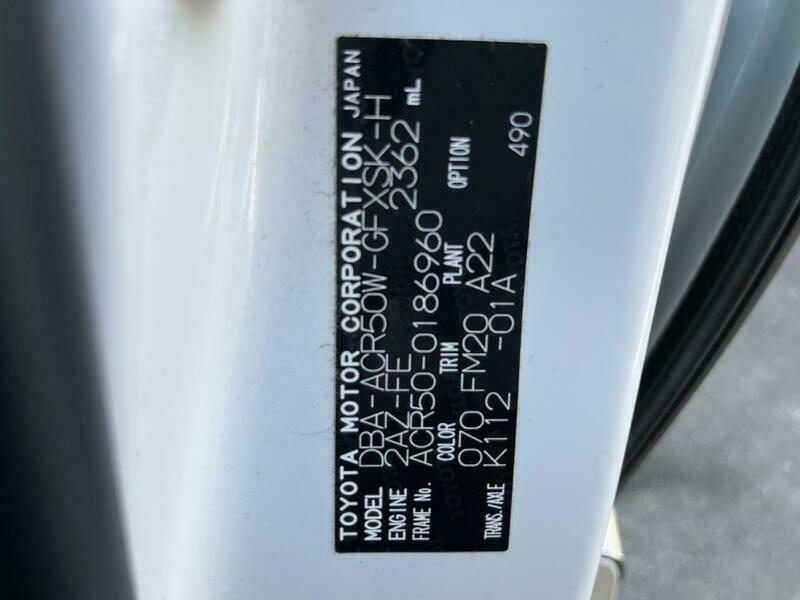 TOYOTA MOTOR CORPORATION JAPAN
MODEL DBA-ACR50W-GFXSK-H
ENGINE 2AZ-FE 2362 mL
FRAME No. ACR50-0186960
COLOR TRIM PLANT OPTION
070 FM20 A22 490
TRANS./AXLE K112 -01A